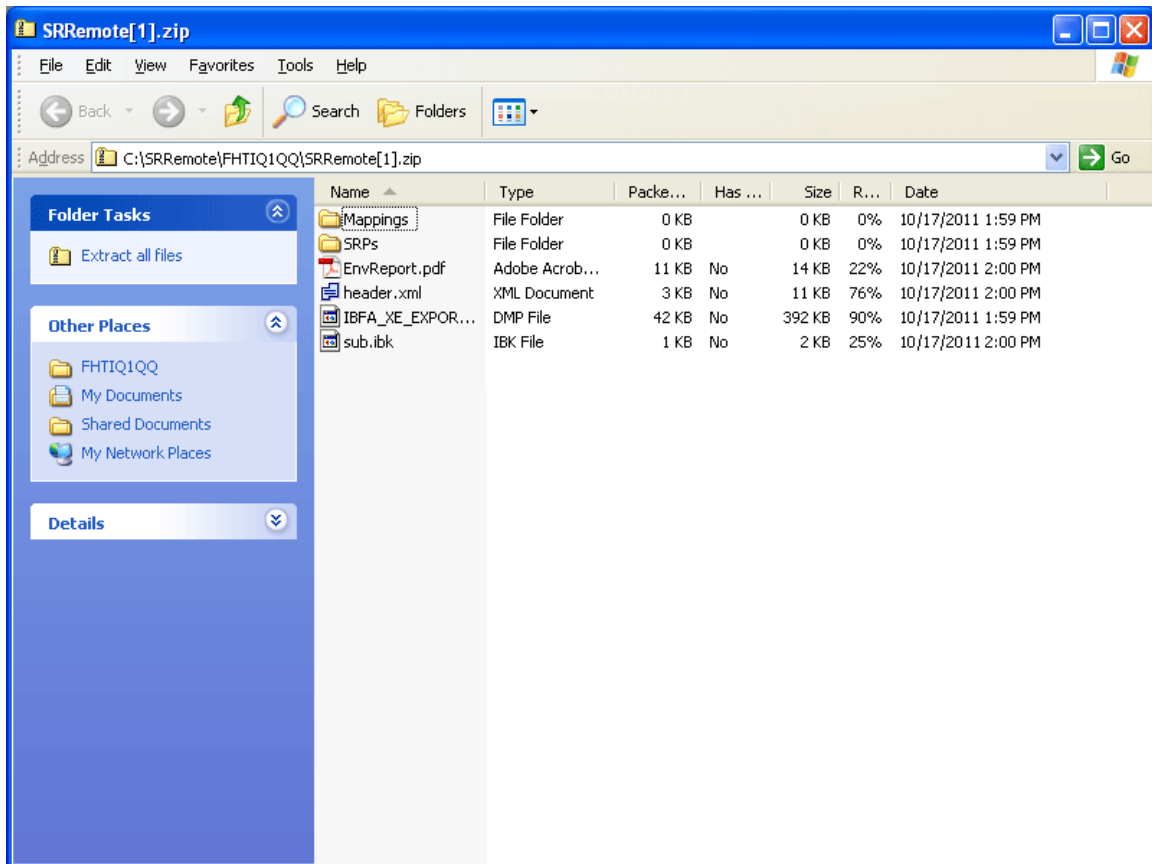 SRRemote[1].zip
File Edit View Favorites Tools Help
Back Search Folders
Address C:\SRRemote\FHTIQ1QQ\SRRemote[1].zip Go
Name Type Packe... Has ... Size R... Date
Folder Tasks
Extract all files
Other Places
FHTIQ1QQ
My Documents
Shared Documents
My Network Places
Details
Mappings File Folder 0 KB 0 KB 0% 10/17/2011 1:59 PM
SRPs File Folder 0 KB 0 KB 0% 10/17/2011 1:59 PM
EnvReport.pdf Adobe Acrob... 11 KB No 14 KB 22% 10/17/2011 2:00 PM
header.xml XML Document 3 KB No 11 KB 76% 10/17/2011 2:00 PM
IBFA_XE_EXPOR... DMP File 42 KB No 392 KB 90% 10/17/2011 1:59 PM
sub.ibk IBK File 1 KB No 2 KB 25% 10/17/2011 2:00 PM